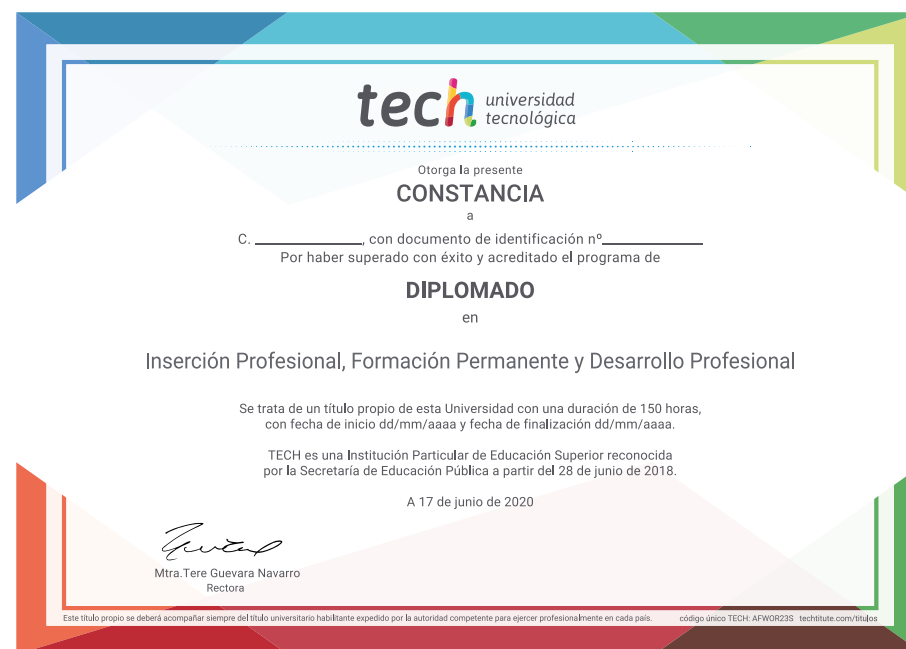 tech universidad
tecnológica
Otorga la presente
CONSTANCIA
a
C. ______________, con documento de identificación nº_____________
Por haber superado con éxito y acreditado el programa de
DIPLOMADO
en
Inserción Profesional, Formación Permanente y Desarrollo Profesional
Se trata de un título propio de esta Universidad con una duración de 150 horas,
con fecha de inicio dd/mm/aaaa y fecha de finalización dd/mm/aaaa.
TECH es una Institución Particular de Educación Superior reconocida
por la Secretaría de Educación Pública a partir del 28 de junio de 2018.
A 17 de junio de 2020
Mtra.Tere Guevara Navarro
Rectora
Este título propio se deberá acompañar siempre del título universitario habilitante expedido por la autoridad competente para ejercer profesionalmente en cada país. código único TECH: AFWOR23S techtitute.com/titulos